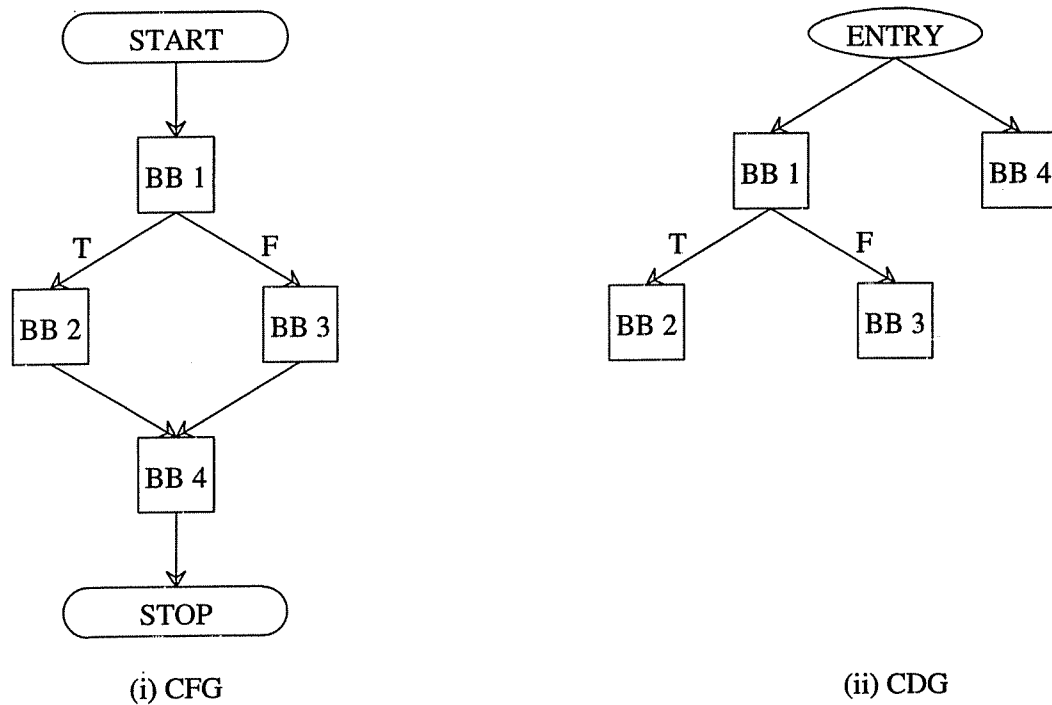 START
BB 1
T
F
BB 2
BB 3
BB 4
STOP
(i) CFG
ENTRY
BB 1
BB 4
T
F
BB 2
BB 3
(ii) CDG